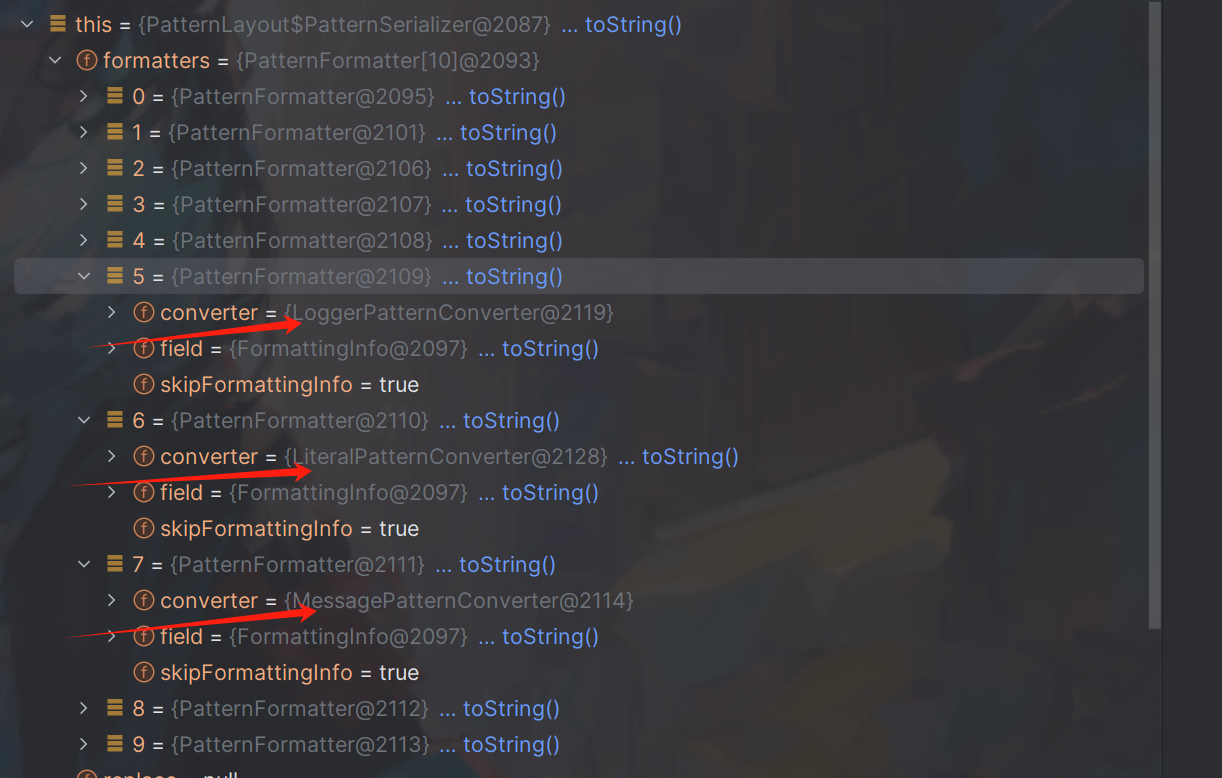 this = {PatternLayout$PatternSerializer@2087} ... toString()
f formatters = {PatternFormatter[10]@2093}
0 = {PatternFormatter@2095} ... toString()
1 = {PatternFormatter@2101} ... toString()
2 = {PatternFormatter@2106} ... toString()
3 = {PatternFormatter@2107} ... toString()
4 = {PatternFormatter@2108} ... toString()
5 = {PatternFormatter@2109} ... toString()
f converter = {LoggerPatternConverter@2119}
f field = {FormattingInfo@2097} ... toString()
f skipFormattingInfo = true
6 = {PatternFormatter@2110} ... toString()
f converter = {LiteralPatternConverter@2128} ... toString()
f field = {FormattingInfo@2097} ... toString()
f skipFormattingInfo = true
7 = {PatternFormatter@2111} ... toString()
f converter = {MessagePatternConverter@2114}
f field = {FormattingInfo@2097} ... toString()
f skipFormattingInfo = true
8 = {PatternFormatter@2112} ... toString()
9 = {PatternFormatter@2113} ... toString()
f replace = null